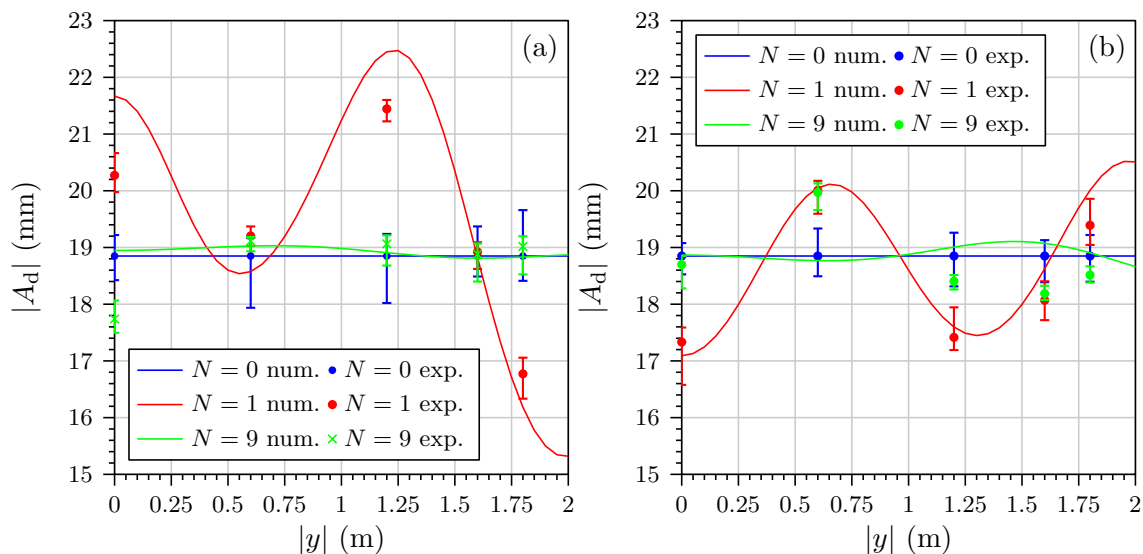 23
22
21
20
19
18
17
16
15
|A_d| (mm)
(a)
N = 0 num. N = 0 exp.
N = 1 num. N = 1 exp.
N = 9 num. N = 9 exp.
0 0.25 0.5 0.75 1 1.25 1.5 1.75 2
|y| (m)
23
22
21
20
19
18
17
16
15
|A_d| (mm)
(b)
N = 0 num. N = 0 exp.
N = 1 num. N = 1 exp.
N = 9 num. N = 9 exp.
0 0.25 0.5 0.75 1 1.25 1.5 1.75 2
|y| (m)